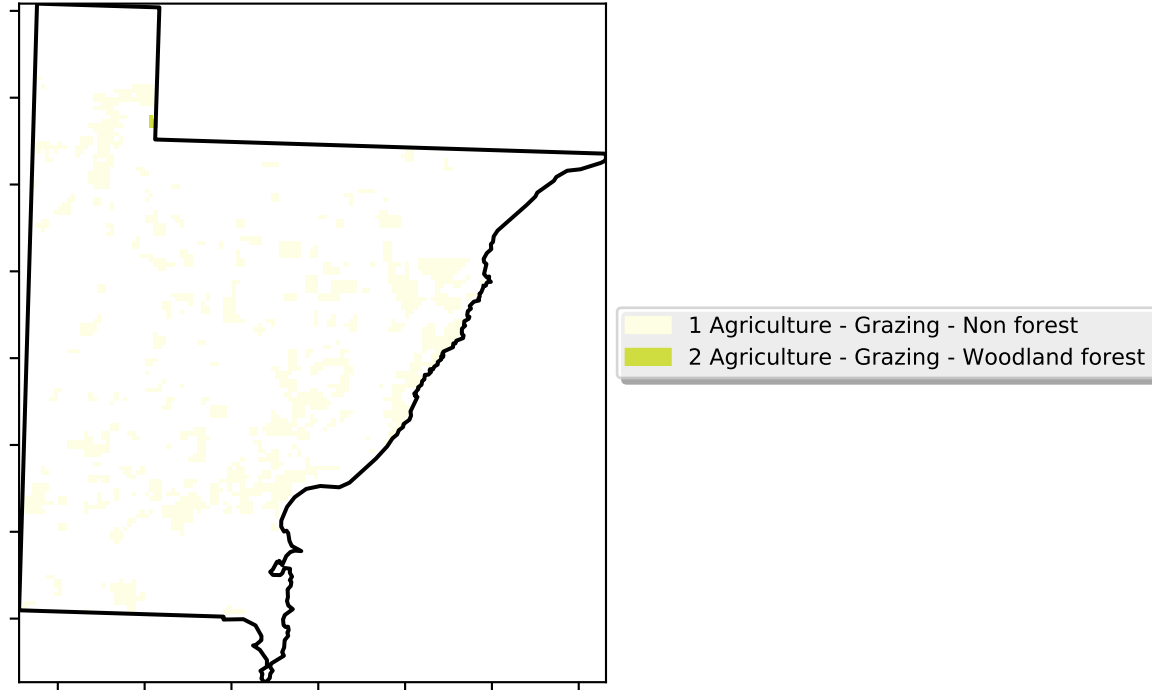 1 Agriculture - Grazing - Non forest
2 Agriculture - Grazing - Woodland forest